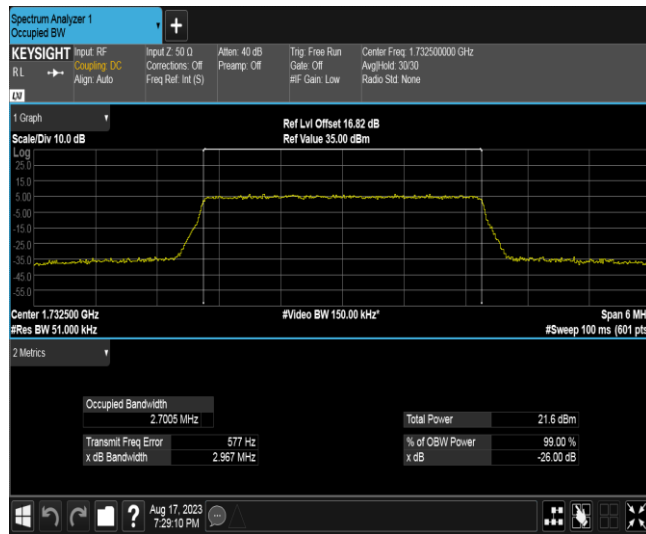 Spectrum Analyzer 1
Occupied BW
+
KEYSIGHT Input: RF Input Z: 50 Ω Atten: 40 dB Trig: Free Run Center Freq: 1.732500000 GHz
RL Coupling: DC Corrections: Off Preamp: Off Gate: Off Avg|Hold: 30/30
Align: Auto Freq Ref: Int (S) #IF Gain: Low Radio Std: None
LXI
1 Graph Ref Lvl Offset 16.82 dB
Scale/Div 10.0 dB Ref Value 35.00 dBm
Log
25.0
15.0
5.00
-5.00
-15.0
-25.0
-35.0
-45.0
-55.0
Center 1.732500 GHz #Video BW 150.00 kHz* Span 6 MH
#Res BW 51.000 kHz #Sweep 100 ms (601 pts
2 Metrics
Occupied Bandwidth
2.7005 MHz Total Power 21.6 dBm
Transmit Freq Error 577 Hz % of OBW Power 99.00 %
x dB Bandwidth 2.967 MHz x dB -26.00 dB
? Aug 17, 2023
7:29:10 PM